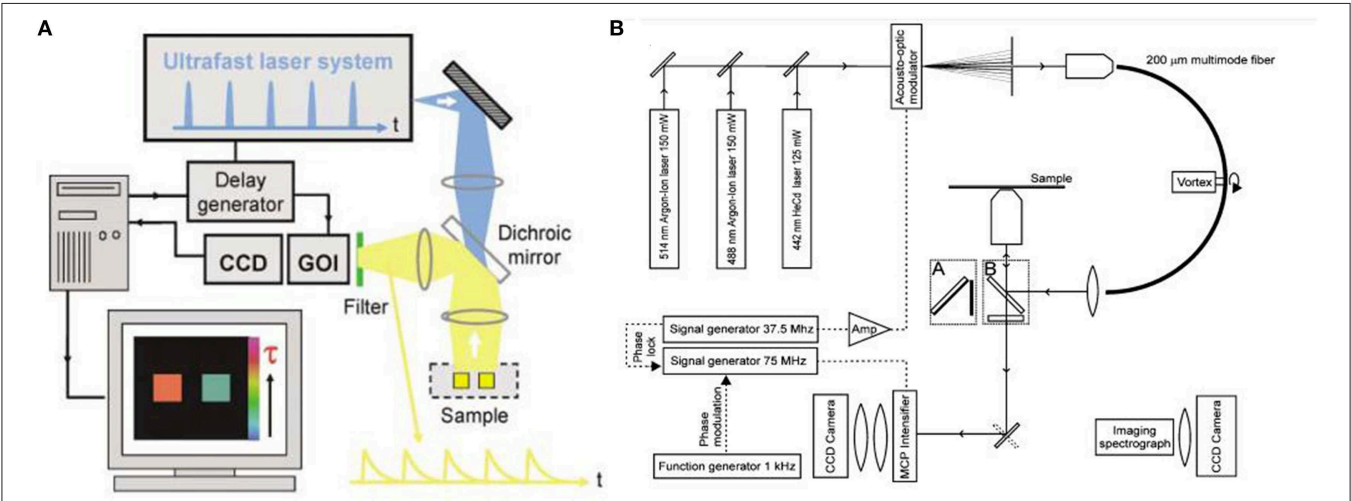 A
Ultrafast laser system
t
Delay
generator
CCD
GOI
Dichroic
mirror
Filter
τ
Sample
t
B
514 nm Argon-Ion laser 150 mW
488 nm Argon-Ion laser 150 mW
442 nm HeCd laser 125 mW
Acousto-optic
modulator
200 μm multimode fiber
Vortex
Sample
A
B
Signal generator 37.5 Mhz
Amp
Phase
lock
Signal generator 75 MHz
Phase
modulation
Function generator 1 kHz
CCD Camera
MCP Intensifier
Imaging
spectrograph
CCD Camera